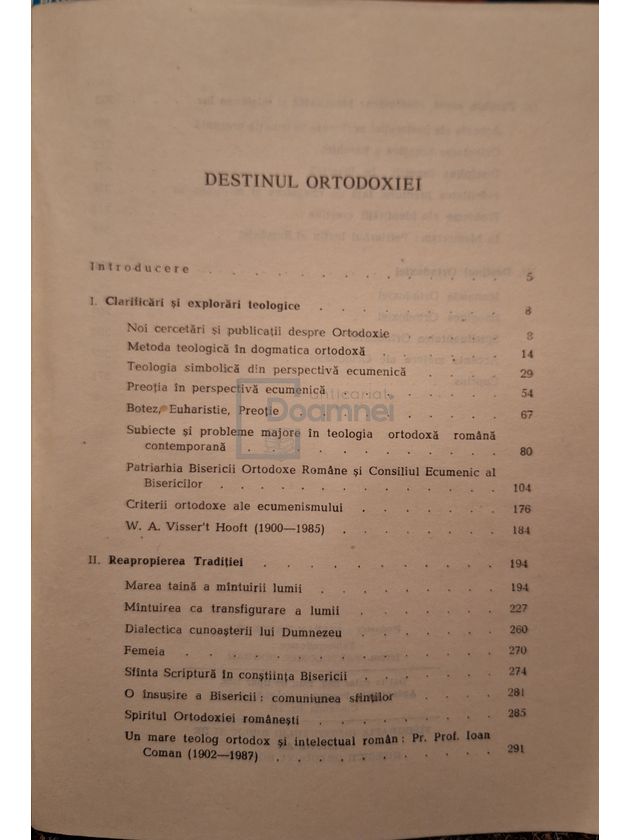 DESTINUL ORTODOXIEI
Introducere . . . . . . . . . . . . 5
I. Clarificări și explorări teologice . . . . . . . 8
Noi cercetări și publicații despre Ortodoxie . . . . 8
Metoda teologică în dogmatica ortodoxă . . . . . 14
Teologia simbolică din perspectivă ecumenică . . . . 29
Preoția în perspectivă ecumenică . . . . . . . 54
Botez, Euharistie, Preoție . . . . . . . . 67
Subiecte și probleme majore în teologia ortodoxă română
contemporană . . . . . . . . . . 80
Patriarhia Bisericii Ortodoxe Române și Consiliul Ecumenic al
Bisericilor . . . . . . . . . . . 104
Criterii ortodoxe ale ecumenismului . . . . . . 176
W. A. Visser't Hooft (1900—1985) . . . . . . . 184
II. Reapropierea Tradiției . . . . . . . . . 194
Marea taină a mîntuirii lumii . . . . . . . 194
Mîntuirea ca transfigurare a lumii . . . . . . 227
Dialectica cunoașterii lui Dumnezeu . . . . . . 260
Femeia . . . . . . . . . . . . 270
Sfînta Scriptură în conștiința Bisericii . . . . . 274
O însușire a Bisericii : comuniunea sfinților . . . . 281
Spiritul Ortodoxiei românești . . . . . . . 285
Un mare teolog ortodox și intelectual român : Pr. Prof. Ioan
Coman (1902—1987) . . . . . . . . . 291
anticariat
Doamnei